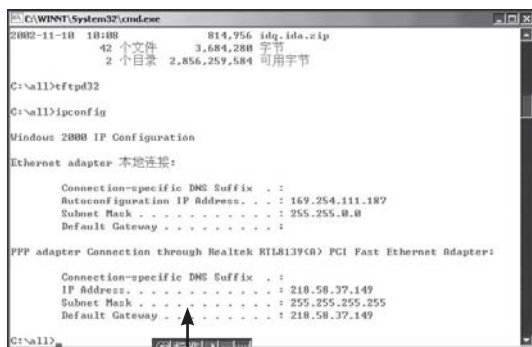 C:\WINNT\System32\cmd.exe
2002-11-10 10:08 814,956 idq.ida.zip
42 个文件 3,684,280 字节
2 个目录 2,856,259,584 可用字节
C:\all>tftpd32
C:\all>ipconfig
Windows 2000 IP Configuration
Ethernet adapter 本地连接:
Connection-specific DNS Suffix . :
Autoconfiguration IP Address. . . : 169.254.111.187
Subnet Mask . . . . . . . . . . . : 255.255.0.0
Default Gateway . . . . . . . . . :
PPP adapter Connection through Realtek RTL8139(A) PCI Fast Ethernet Adapter:
Connection-specific DNS Suffix . :
IP Address. . . . . . . . . . . . : 218.58.37.149
Subnet Mask . . . . . . . . . . . : 255.255.255.255
Default Gateway . . . . . . . . . : 218.58.37.149
C:\all>_